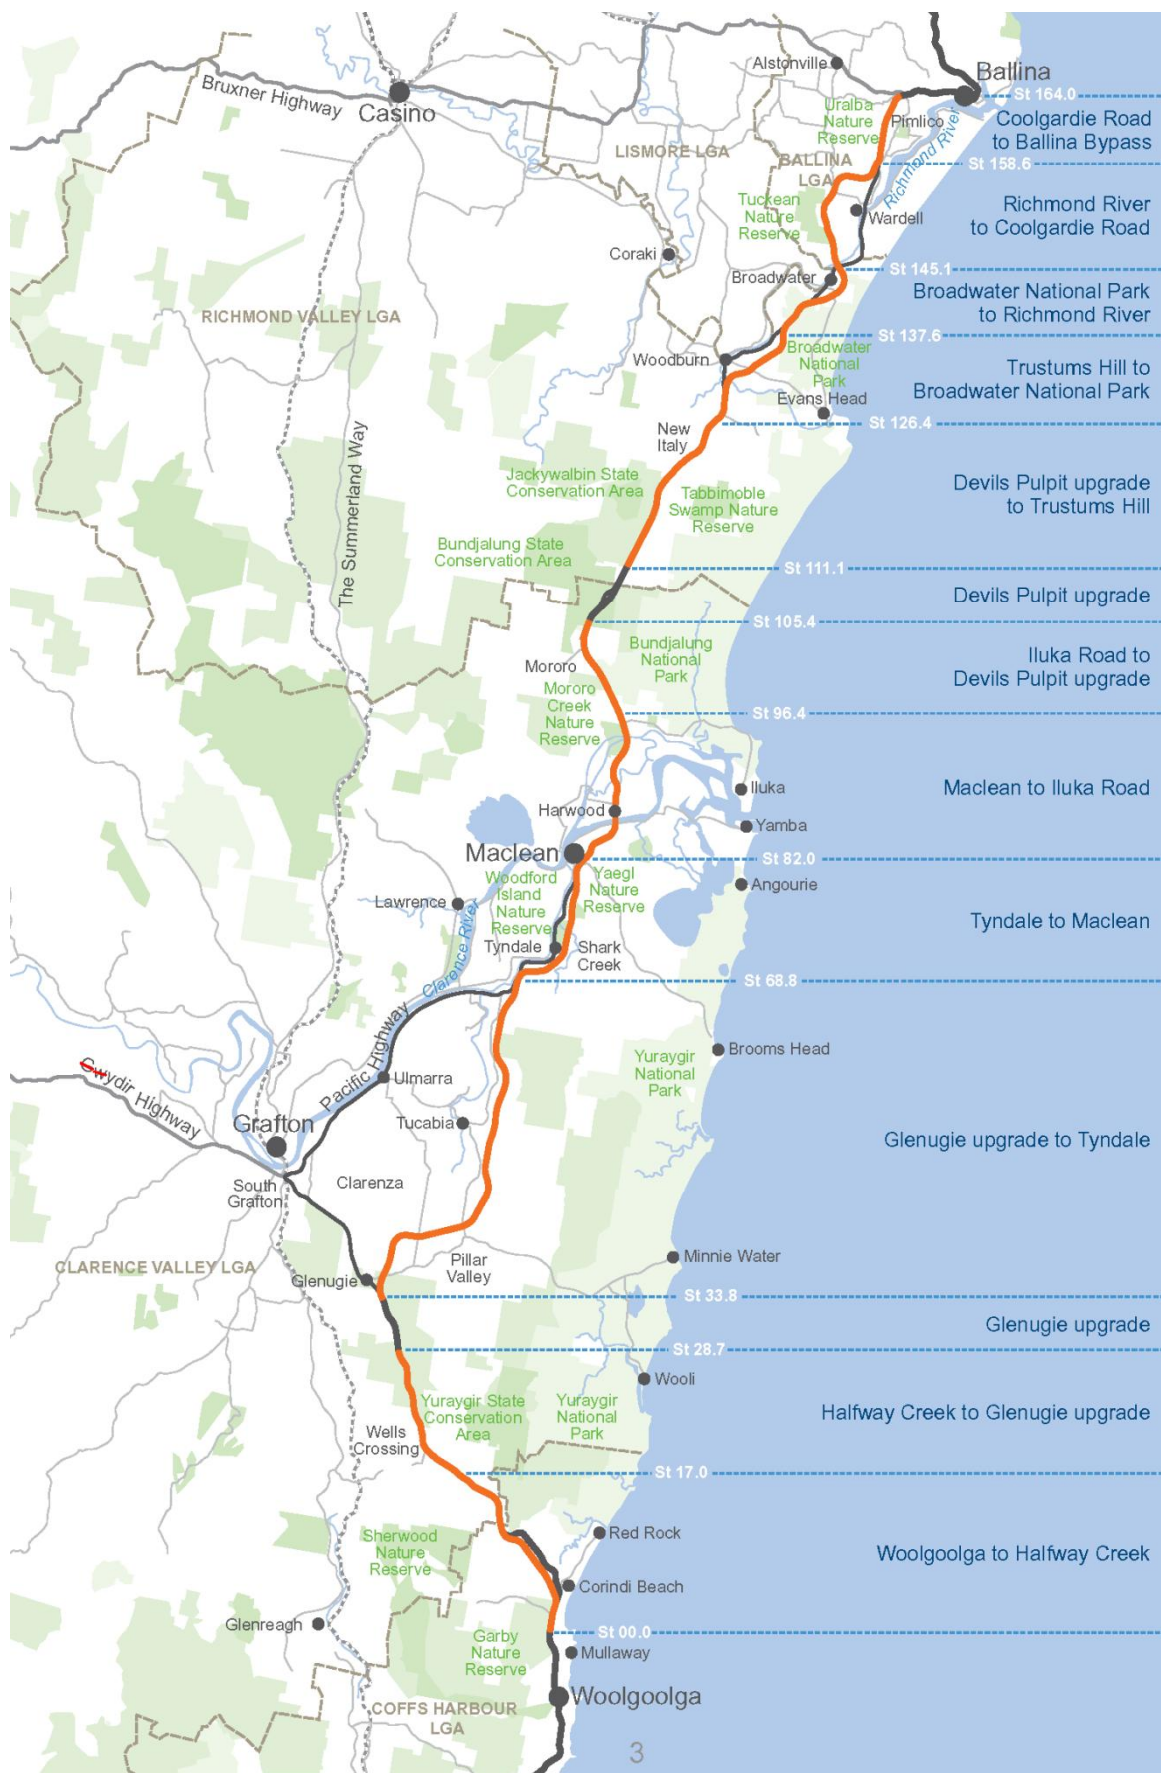 Ballina
Alstonville
St 164.0
Bruxner Highway
Casino
Uralba
Nature
Reserve
Pimlico
Coolgardie Road
to Ballina Bypass
LISMORE LGA
BALLINA
LGA
Richmond River
St 158.6
Tuckean
Nature
Reserve
Wardell
Richmond River
to Coolgardie Road
Coraki
Broadwater
St 145.1
Broadwater National Park
to Richmond River
RICHMOND VALLEY LGA
St 137.6
Woodburn
Broadwater
National
Park
Trustums Hill to
Broadwater National Park
Evans Head
St 126.4
New
Italy
The Summerland Way
Jackywalbin State
Conservation Area
Tabbimoble
Swamp Nature
Reserve
Devils Pulpit upgrade
to Trustums Hill
Bundjalung State
Conservation Area
St 111.1
Devils Pulpit upgrade
St 105.4
Bundjalung
National
Park
Iluka Road to
Devils Pulpit upgrade
Mororo
Mororo
Creek
Nature
Reserve
St 96.4
Iluka
Maclean to Iluka Road
Harwood
Yamba
Maclean
St 82.0
Woodford
Island
Nature
Reserve
Yaegl
Nature
Reserve
Angourie
Lawrence
Clarence River
Tyndale
Shark
Creek
Tyndale to Maclean
St 68.8
Pacific Highway
Yuraygir
National
Park
Brooms Head
Gwydir Highway
Ulmarra
Grafton
Tucabia
Glenugie upgrade to Tyndale
South
Grafton
Clarenza
CLARENCE VALLEY LGA
Pillar
Valley
Minnie Water
Glenugie
St 33.8
Glenugie upgrade
St 28.7
Wooli
Yuraygir State
Conservation
Area
Yuraygir
National
Park
Halfway Creek to Glenugie upgrade
Wells
Crossing
St 17.0
Red Rock
Sherwood
Nature
Reserve
Woolgoolga to Halfway Creek
Corindi Beach
Glenreagh
St 00.0
Garby
Nature
Reserve
Mullaway
Woolgoolga
COFFS HARBOUR
LGA
3